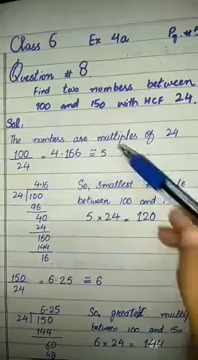 Class 6 Ex 4a Pg.# 5
Question # 8
Find two numbers between
100 and 150 with HCF 24.
Sol:
The numbers are multiples of 24.
100/24 = 4.166 ≅ 5
4.16
24 | 100
96
40
24
160
144
16
So, smallest
between 100 and
5 x 24 = 120
150/24 = 6.25 ≅ 6
6.25
24 | 150
144
60
48
So, greatest
between 100 and 150
6 x 24 = 144